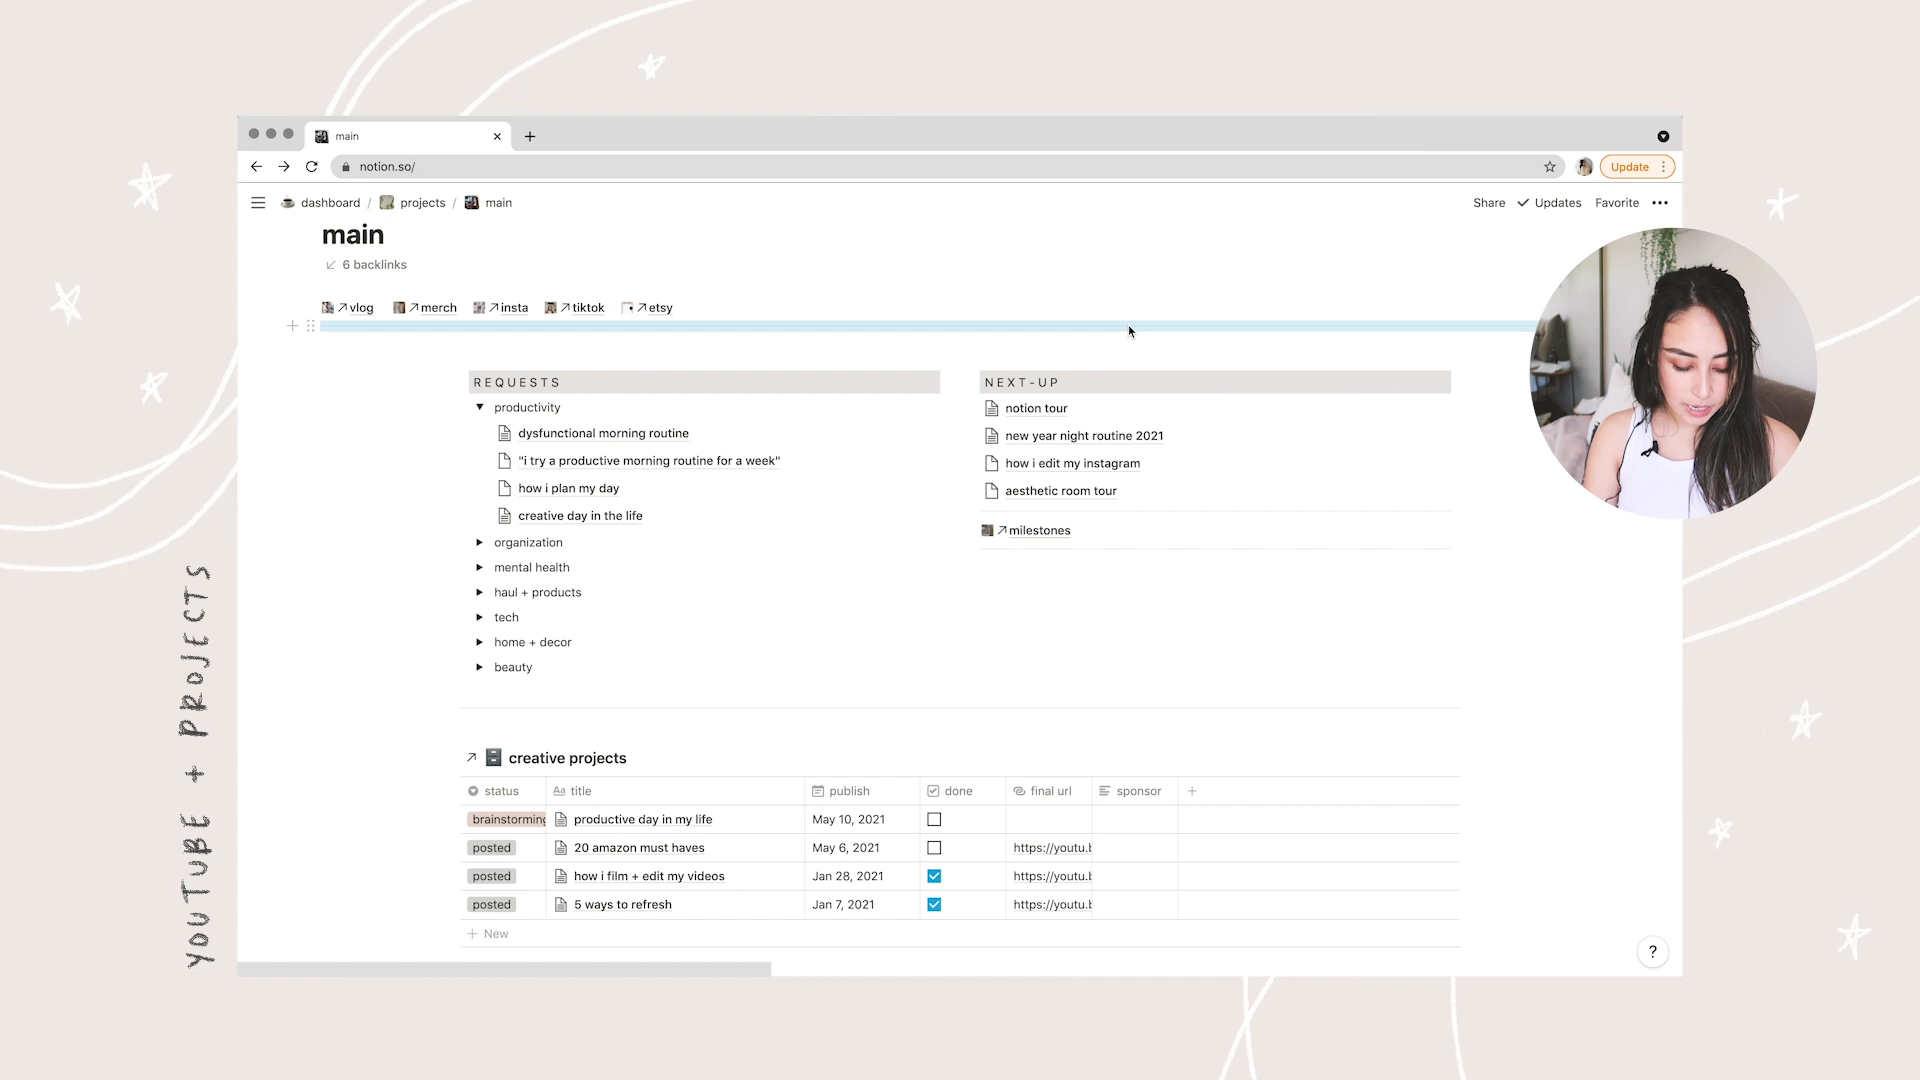 main
notion.so/
Update
dashboard / projects / main
Share Updates Favorite
main
6 backlinks
vlog merch insta tiktok etsy
REQUESTS
productivity
dysfunctional morning routine
"i try a productive morning routine for a week"
how i plan my day
creative day in the life
organization
mental health
haul + products
tech
home + decor
beauty
NEXT-UP
notion tour
new year night routine 2021
how i edit my instagram
aesthetic room tour
milestones
creative projects
status Aa title publish done final url sponsor +
brainstorming productive day in my life May 10, 2021
posted 20 amazon must haves May 6, 2021 https://youtu.b
posted how i film + edit my videos Jan 28, 2021 https://youtu.b
posted 5 ways to refresh Jan 7, 2021 https://youtu.b
+ New
?
YOUTUBE + PROJECTS